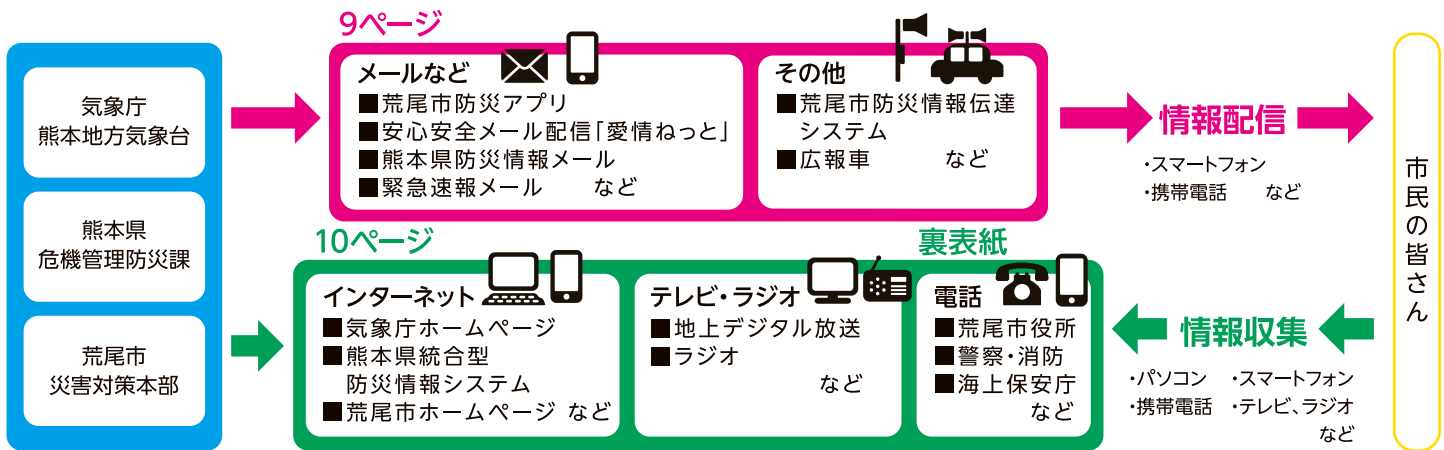 気象庁
熊本地方気象台
熊本県
危機管理防災課
荒尾市
災害対策本部
9ページ
メールなど
■荒尾市防災アプリ
■安心安全メール配信「愛情ねっと」
■熊本県防災情報メール
■緊急速報メール など
その他
■荒尾市防災情報伝達
システム
■広報車 など
情報配信
・スマートフォン
・携帯電話 など
10ページ
インターネット
■気象庁ホームページ
■熊本県統合型
防災情報システム
■荒尾市ホームページ など
テレビ・ラジオ
■地上デジタル放送
■ラジオ
など
裏表紙
電話
■荒尾市役所
■警察・消防
■海上保安庁
など
情報収集
・パソコン ・スマートフォン
・携帯電話 ・テレビ、ラジオ
など
市民の皆さん